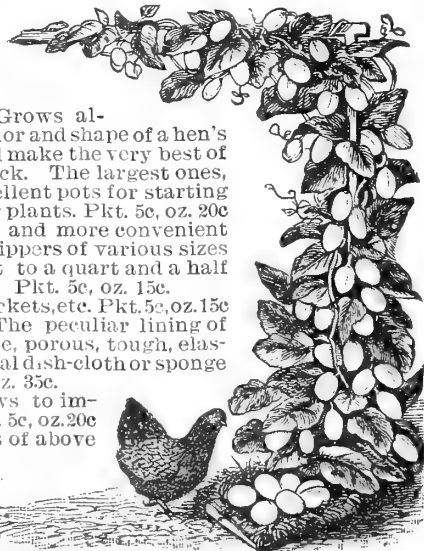 Grows al-
lor and shape of a hen's
l make the very best of
ck. The largest ones,
ellent pots for starting
r plants. Pkt. 5c, oz. 20c
and more convenient
ippers of various sizes
t to a quart and a half
Pkt. 5c, oz. 15c.
rkets, etc. Pkt. 5c, oz. 15c
The peculiar lining of
e, porous, tough, elas-
al dish-cloth or sponge
z. 35c.
ws to im-
. 5c, oz. 20c
s of above